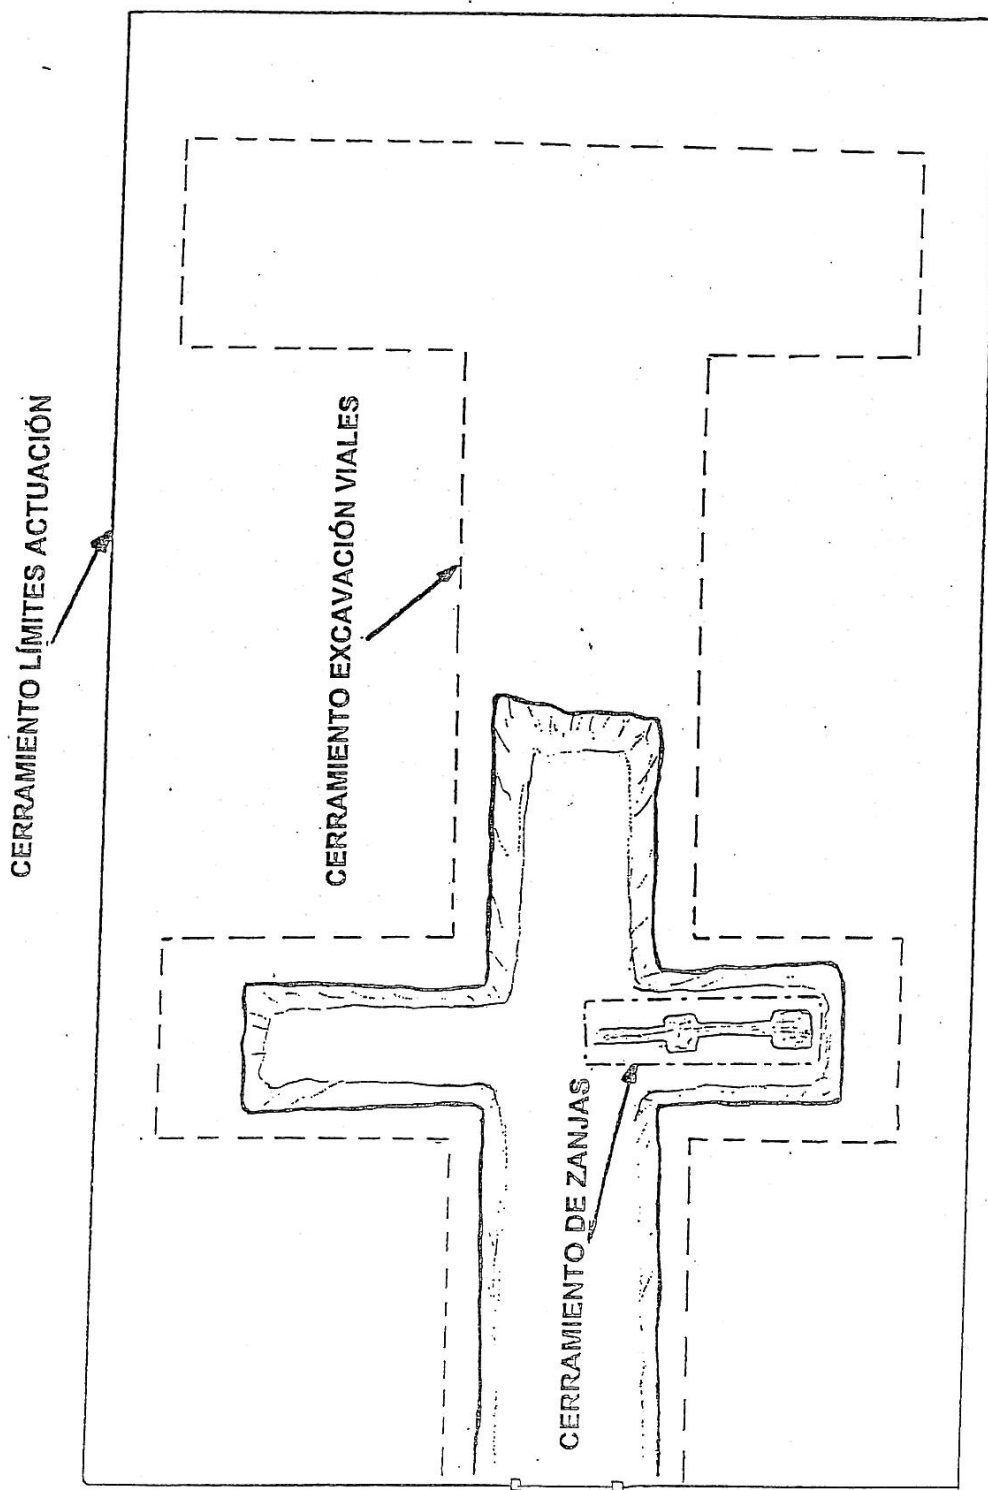 CERRAMIENTO LÍMITES ACTUACIÓN
CERRAMIENTO EXCAVACIÓN VIALES
CERRAMIENTO DE ZANJAS